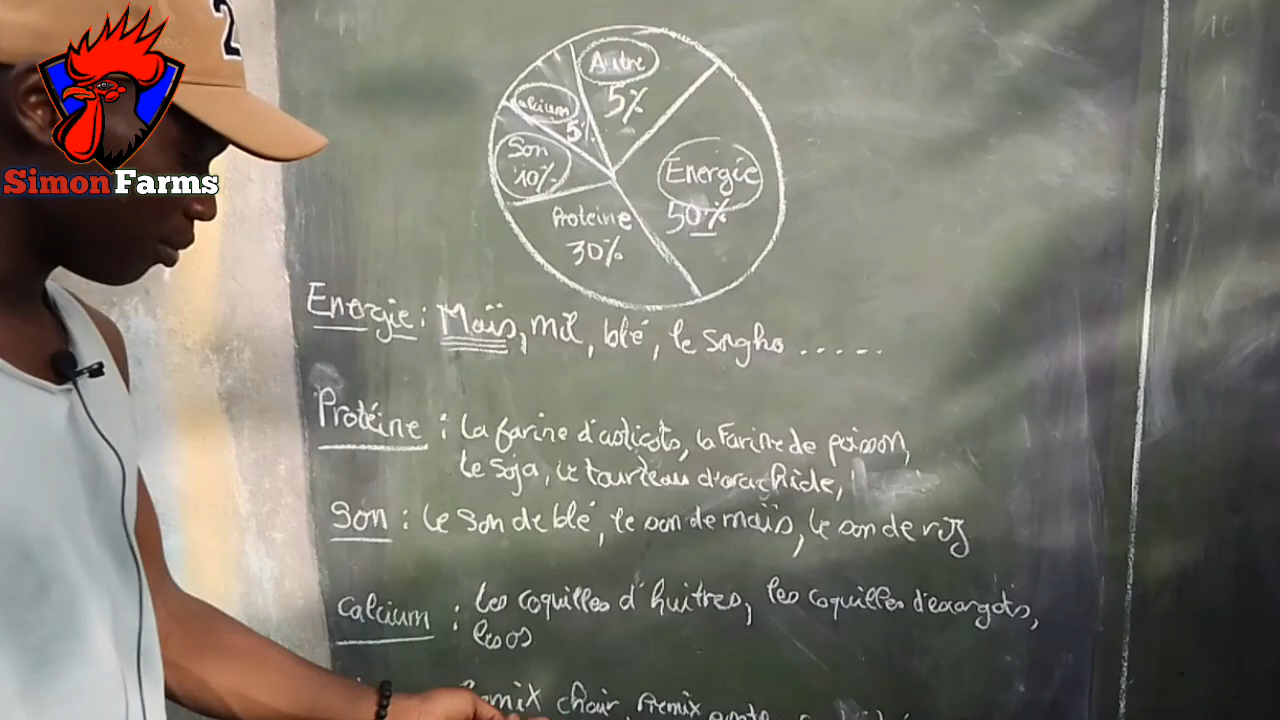 2
Simon Farms
Autre
5%
Calcium
5%
Son
10%
Energie
50%
Proteine
30%
Energie : Maïs, mil, blé, le sorgho .....
Protéine : la farine d'asticots, la Farine de poisson,
le Soja, le tourteau d'arachide,
Son : le son de blé, le son de maïs, le son de riz
Calcium : les coquilles d'huitres, les coquilles d'escargots,
les os
chair,